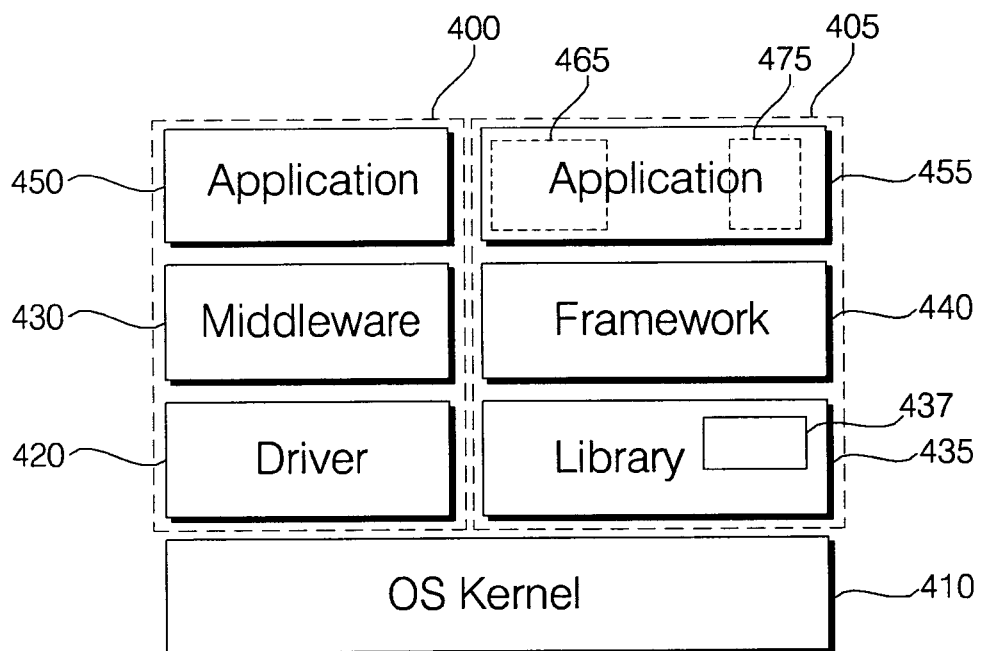 400
405
465
475
450
Application
Application
455
430
Middleware
Framework
440
437
420
Driver
Library
435
OS Kernel
410